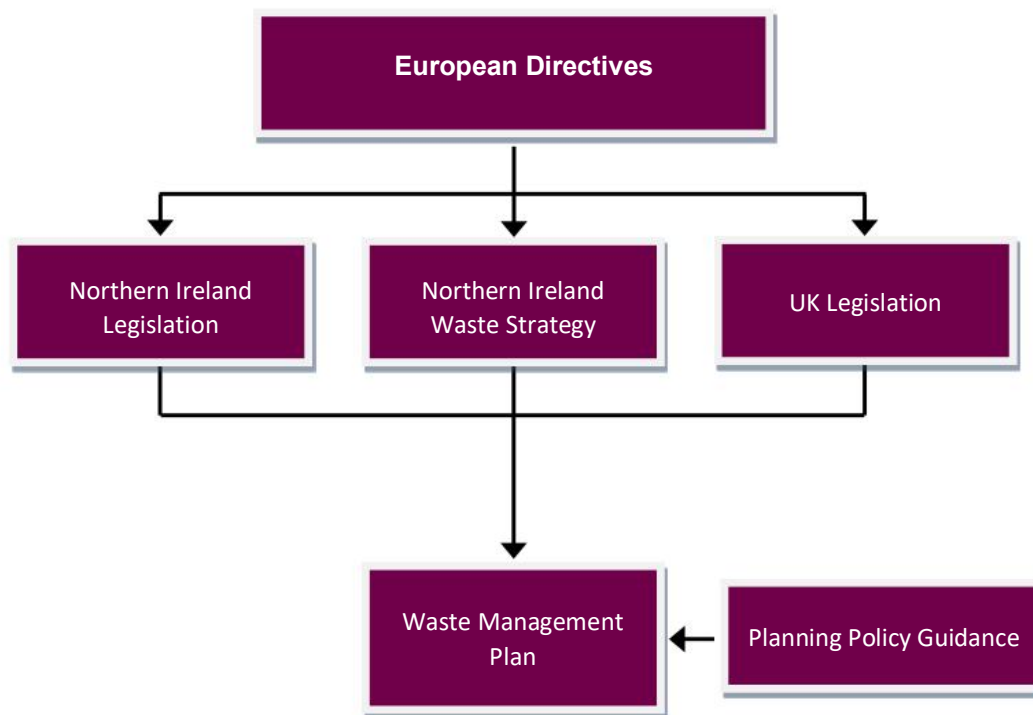 European Directives
Northern Ireland
Legislation
Northern Ireland
Waste Strategy
UK Legislation
Waste Management
Plan
Planning Policy Guidance